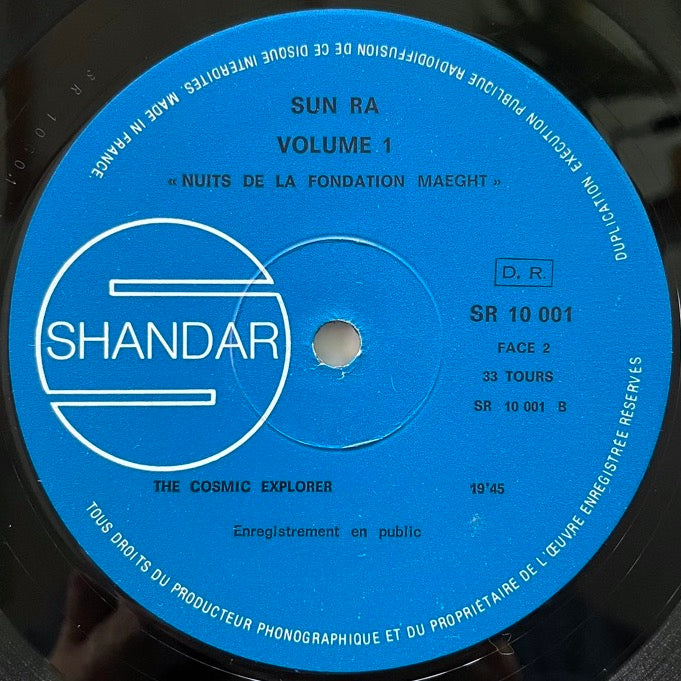 SUN RA
VOLUME 1
« NUITS DE LA FONDATION MAEGHT »
D. R.
SHANDAR
SR 10 001
FACE 2
33 TOURS
SR 10 001 B
THE COSMIC EXPLORER 19'45
Enregistrement en public
TOUS DROITS DU PRODUCTEUR PHONOGRAPHIQUE ET DU PROPRIÉTAIRE DE L'ŒUVRE ENREGISTRÉE RÉSERVÉS
DUPLICATION EXÉCUTION PUBLIQUE RADIODIFFUSION DE CE DISQUE INTERDITES. MADE IN FRANCE.